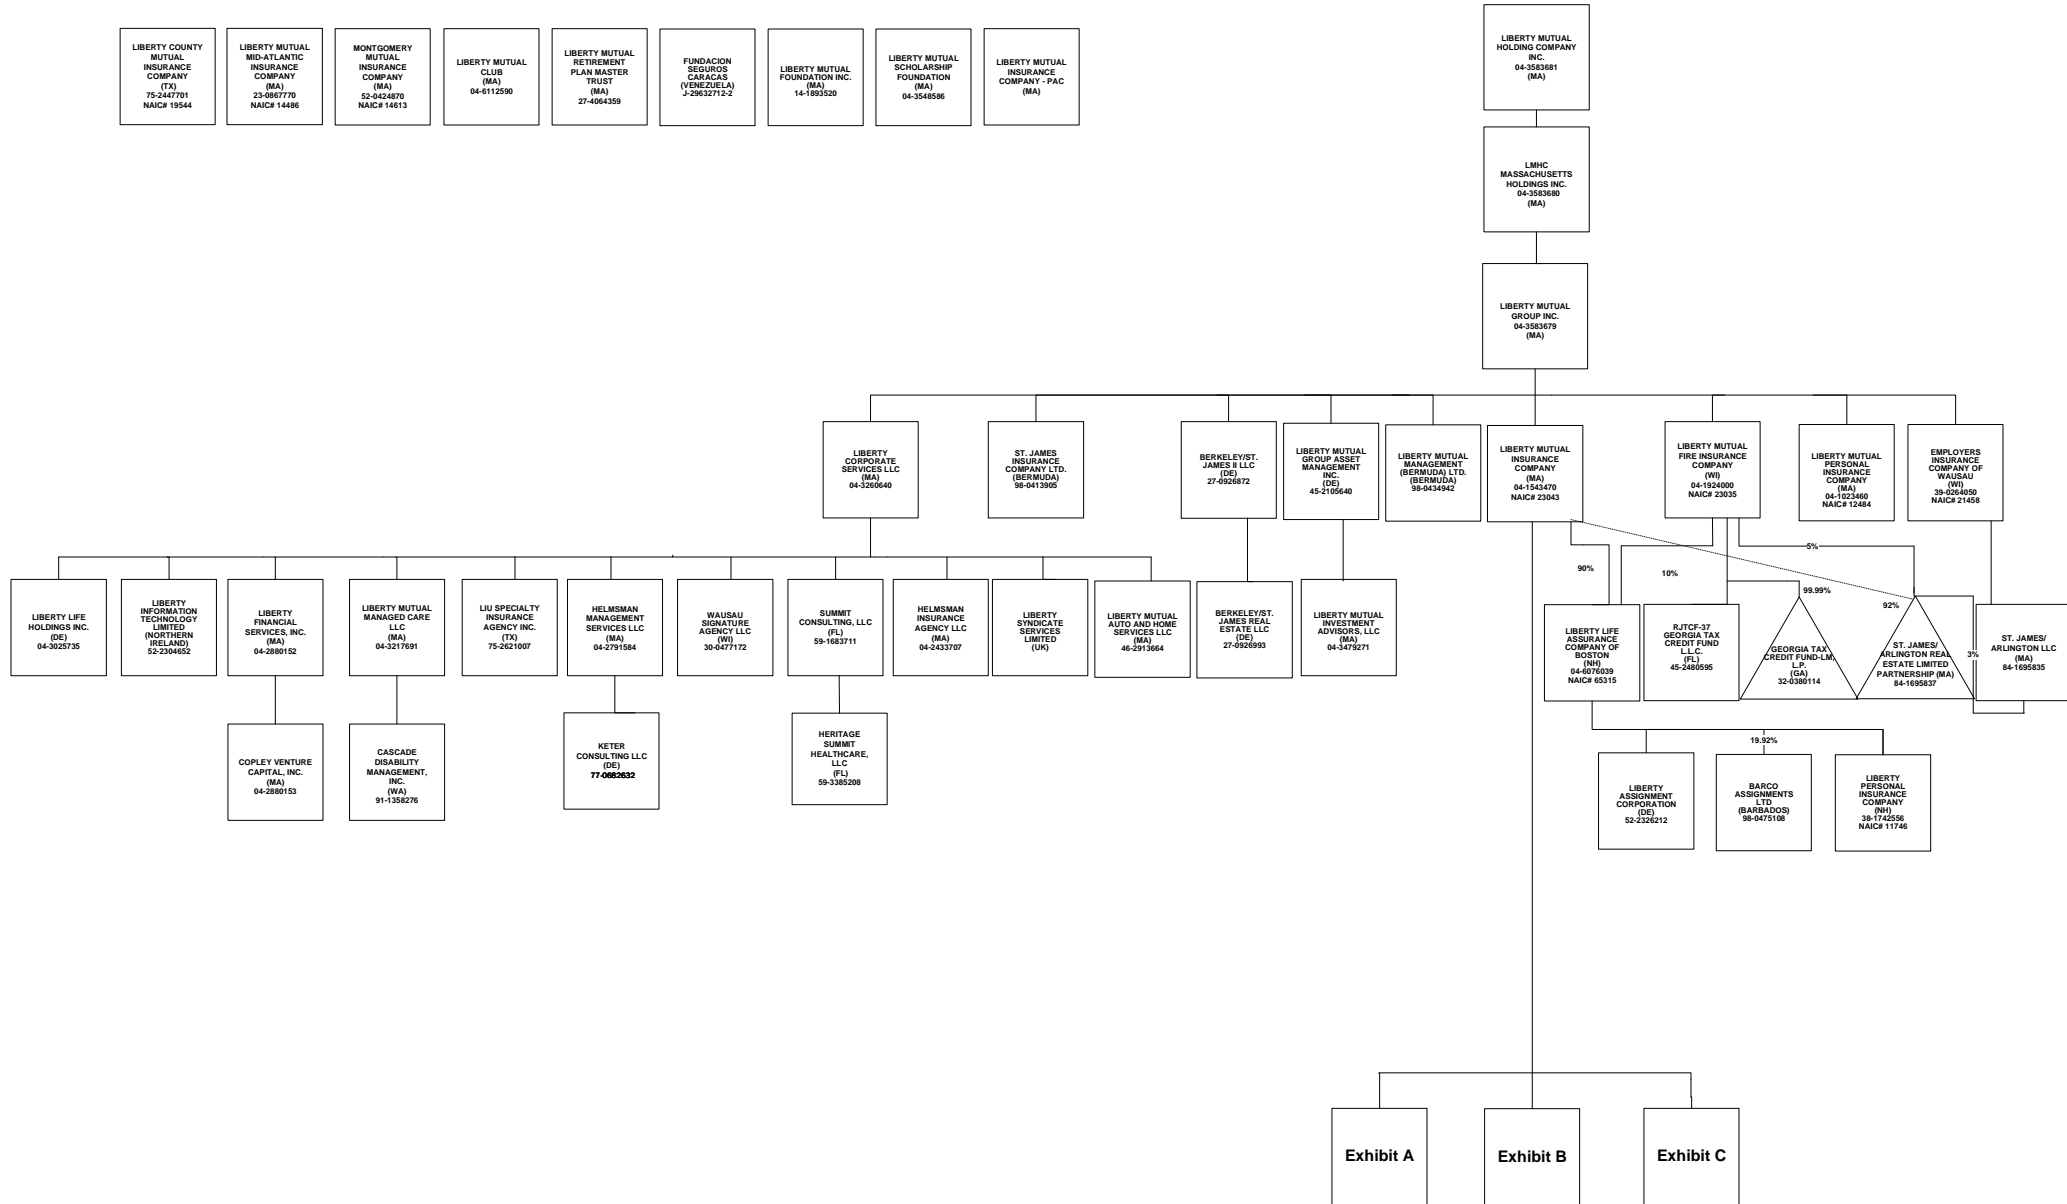 LIBERTY COUNTY
MUTUAL
INSURANCE
COMPANY
(TX)
75-2447701
NAIC# 19544
LIBERTY MUTUAL
MID-ATLANTIC
INSURANCE
COMPANY
(MA)
23-0867770
NAIC# 14486
MONTGOMERY
MUTUAL
INSURANCE
COMPANY
(MA)
52-0424870
NAIC# 14613
LIBERTY MUTUAL
CLUB
(MA)
04-6112590
LIBERTY MUTUAL
RETIREMENT
PLAN MASTER
TRUST
(MA)
27-4064359
FUNDACION
SEGUROS
CARACAS
(VENEZUELA)
J-29632712-2
LIBERTY MUTUAL
FOUNDATION INC.
(MA)
14-1893520
LIBERTY MUTUAL
SCHOLARSHIP
FOUNDATION
(MA)
04-3548586
LIBERTY MUTUAL
INSURANCE
COMPANY - PAC
(MA)
LIBERTY MUTUAL
HOLDING COMPANY
INC.
04-3583681
(MA)
LMHC
MASSACHUSETTS
HOLDINGS INC.
04-3583680
(MA)
LIBERTY MUTUAL
GROUP INC.
04-3583679
(MA)
LIBERTY
CORPORATE
SERVICES LLC
(MA)
04-3260640
ST. JAMES
INSURANCE
COMPANY LTD.
(BERMUDA)
98-0413905
BERKELEY/ST.
JAMES II LLC
(DE)
27-0926872
LIBERTY MUTUAL
GROUP ASSET
MANAGEMENT
INC.
(DE)
45-2105640
LIBERTY MUTUAL
MANAGEMENT
(BERMUDA) LTD.
(BERMUDA)
98-0434942
LIBERTY MUTUAL
INSURANCE
COMPANY
(MA)
04-1543470
NAIC# 23043
LIBERTY MUTUAL
FIRE INSURANCE
COMPANY
(WI)
04-1924000
NAIC# 23035
LIBERTY MUTUAL
PERSONAL
INSURANCE
COMPANY
(MA)
04-1023460
NAIC# 12484
EMPLOYERS
INSURANCE
COMPANY OF
WAUSAU
(WI)
39-0264050
NAIC# 21458
5%
90%
10%
99.99%
92%
3%
LIBERTY LIFE
HOLDINGS INC.
(DE)
04-3025735
LIBERTY
INFORMATION
TECHNOLOGY
LIMITED
(NORTHERN
IRELAND)
52-2304652
LIBERTY
FINANCIAL
SERVICES, INC.
(MA)
04-2880152
LIBERTY MUTUAL
MANAGED CARE
LLC
(MA)
04-3217691
LIU SPECIALTY
INSURANCE
AGENCY INC.
(TX)
75-2621007
HELMSMAN
MANAGEMENT
SERVICES LLC
(MA)
04-2791584
WAUSAU
SIGNATURE
AGENCY LLC
(WI)
30-0477172
SUMMIT
CONSULTING, LLC
(FL)
59-1683711
HELMSMAN
INSURANCE
AGENCY LLC
(MA)
04-2433707
LIBERTY
SYNDICATE
SERVICES
LIMITED
(UK)
LIBERTY MUTUAL
AUTO AND HOME
SERVICES LLC
(MA)
46-2913664
BERKELEY/ST.
JAMES REAL
ESTATE LLC
(DE)
27-0926993
LIBERTY MUTUAL
INVESTMENT
ADVISORS, LLC
(MA)
04-3479271
LIBERTY LIFE
ASSURANCE
COMPANY OF
BOSTON
(NH)
04-6076039
NAIC# 65315
RJTCF-37
GEORGIA TAX
CREDIT FUND
L.L.C.
(FL)
45-2480595
GEORGIA TAX
CREDIT FUND-LM,
L.P.
(GA)
32-0380114
ST. JAMES/
ARLINGTON REAL
ESTATE LIMITED
PARTNERSHIP (MA)
84-1695837
ST. JAMES/
ARLINGTON LLC
(MA)
84-1695835
COPLEY VENTURE
CAPITAL, INC.
(MA)
04-2880153
CASCADE
DISABILITY
MANAGEMENT,
INC.
(WA)
91-1358276
KETER
CONSULTING LLC
(DE)
77-0682632
HERITAGE
SUMMIT
HEALTHCARE,
LLC
(FL)
59-3385208
19.92%
LIBERTY
ASSIGNMENT
CORPORATION
(DE)
52-2326212
BARCO
ASSIGNMENTS
LTD
(BARBADOS)
98-0475108
LIBERTY
PERSONAL
INSURANCE
COMPANY
(NH)
38-1742556
NAIC# 11746
Exhibit A
Exhibit B
Exhibit C